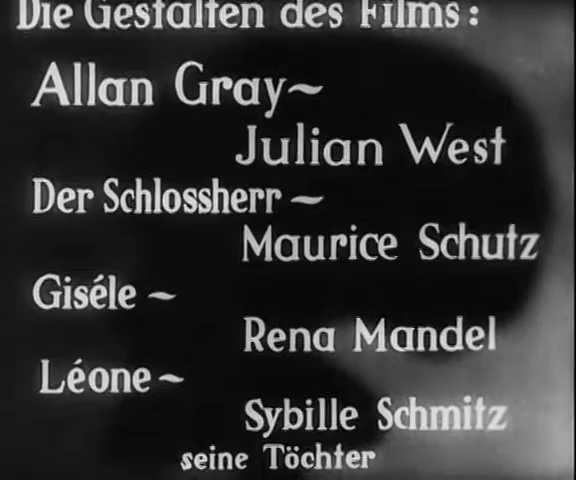 Die Gestalten des Films:
Allan Gray~
Julian West
Der Schlossherr ~
Maurice Schutz
Giséle ~
Rena Mandel
Léone ~
Sybille Schmitz
seine Töchter